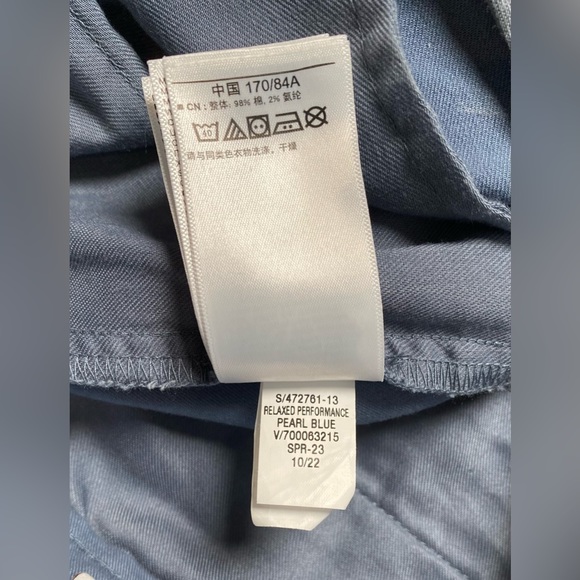 中国 170/84A
CN：整体：98% 棉, 2% 氨纶
40
请与同类色衣物洗涤，干燥
S/472761-13
RELAXED PERFORMANCE
PEARL BLUE
V/700063215
SPR-23
10/22